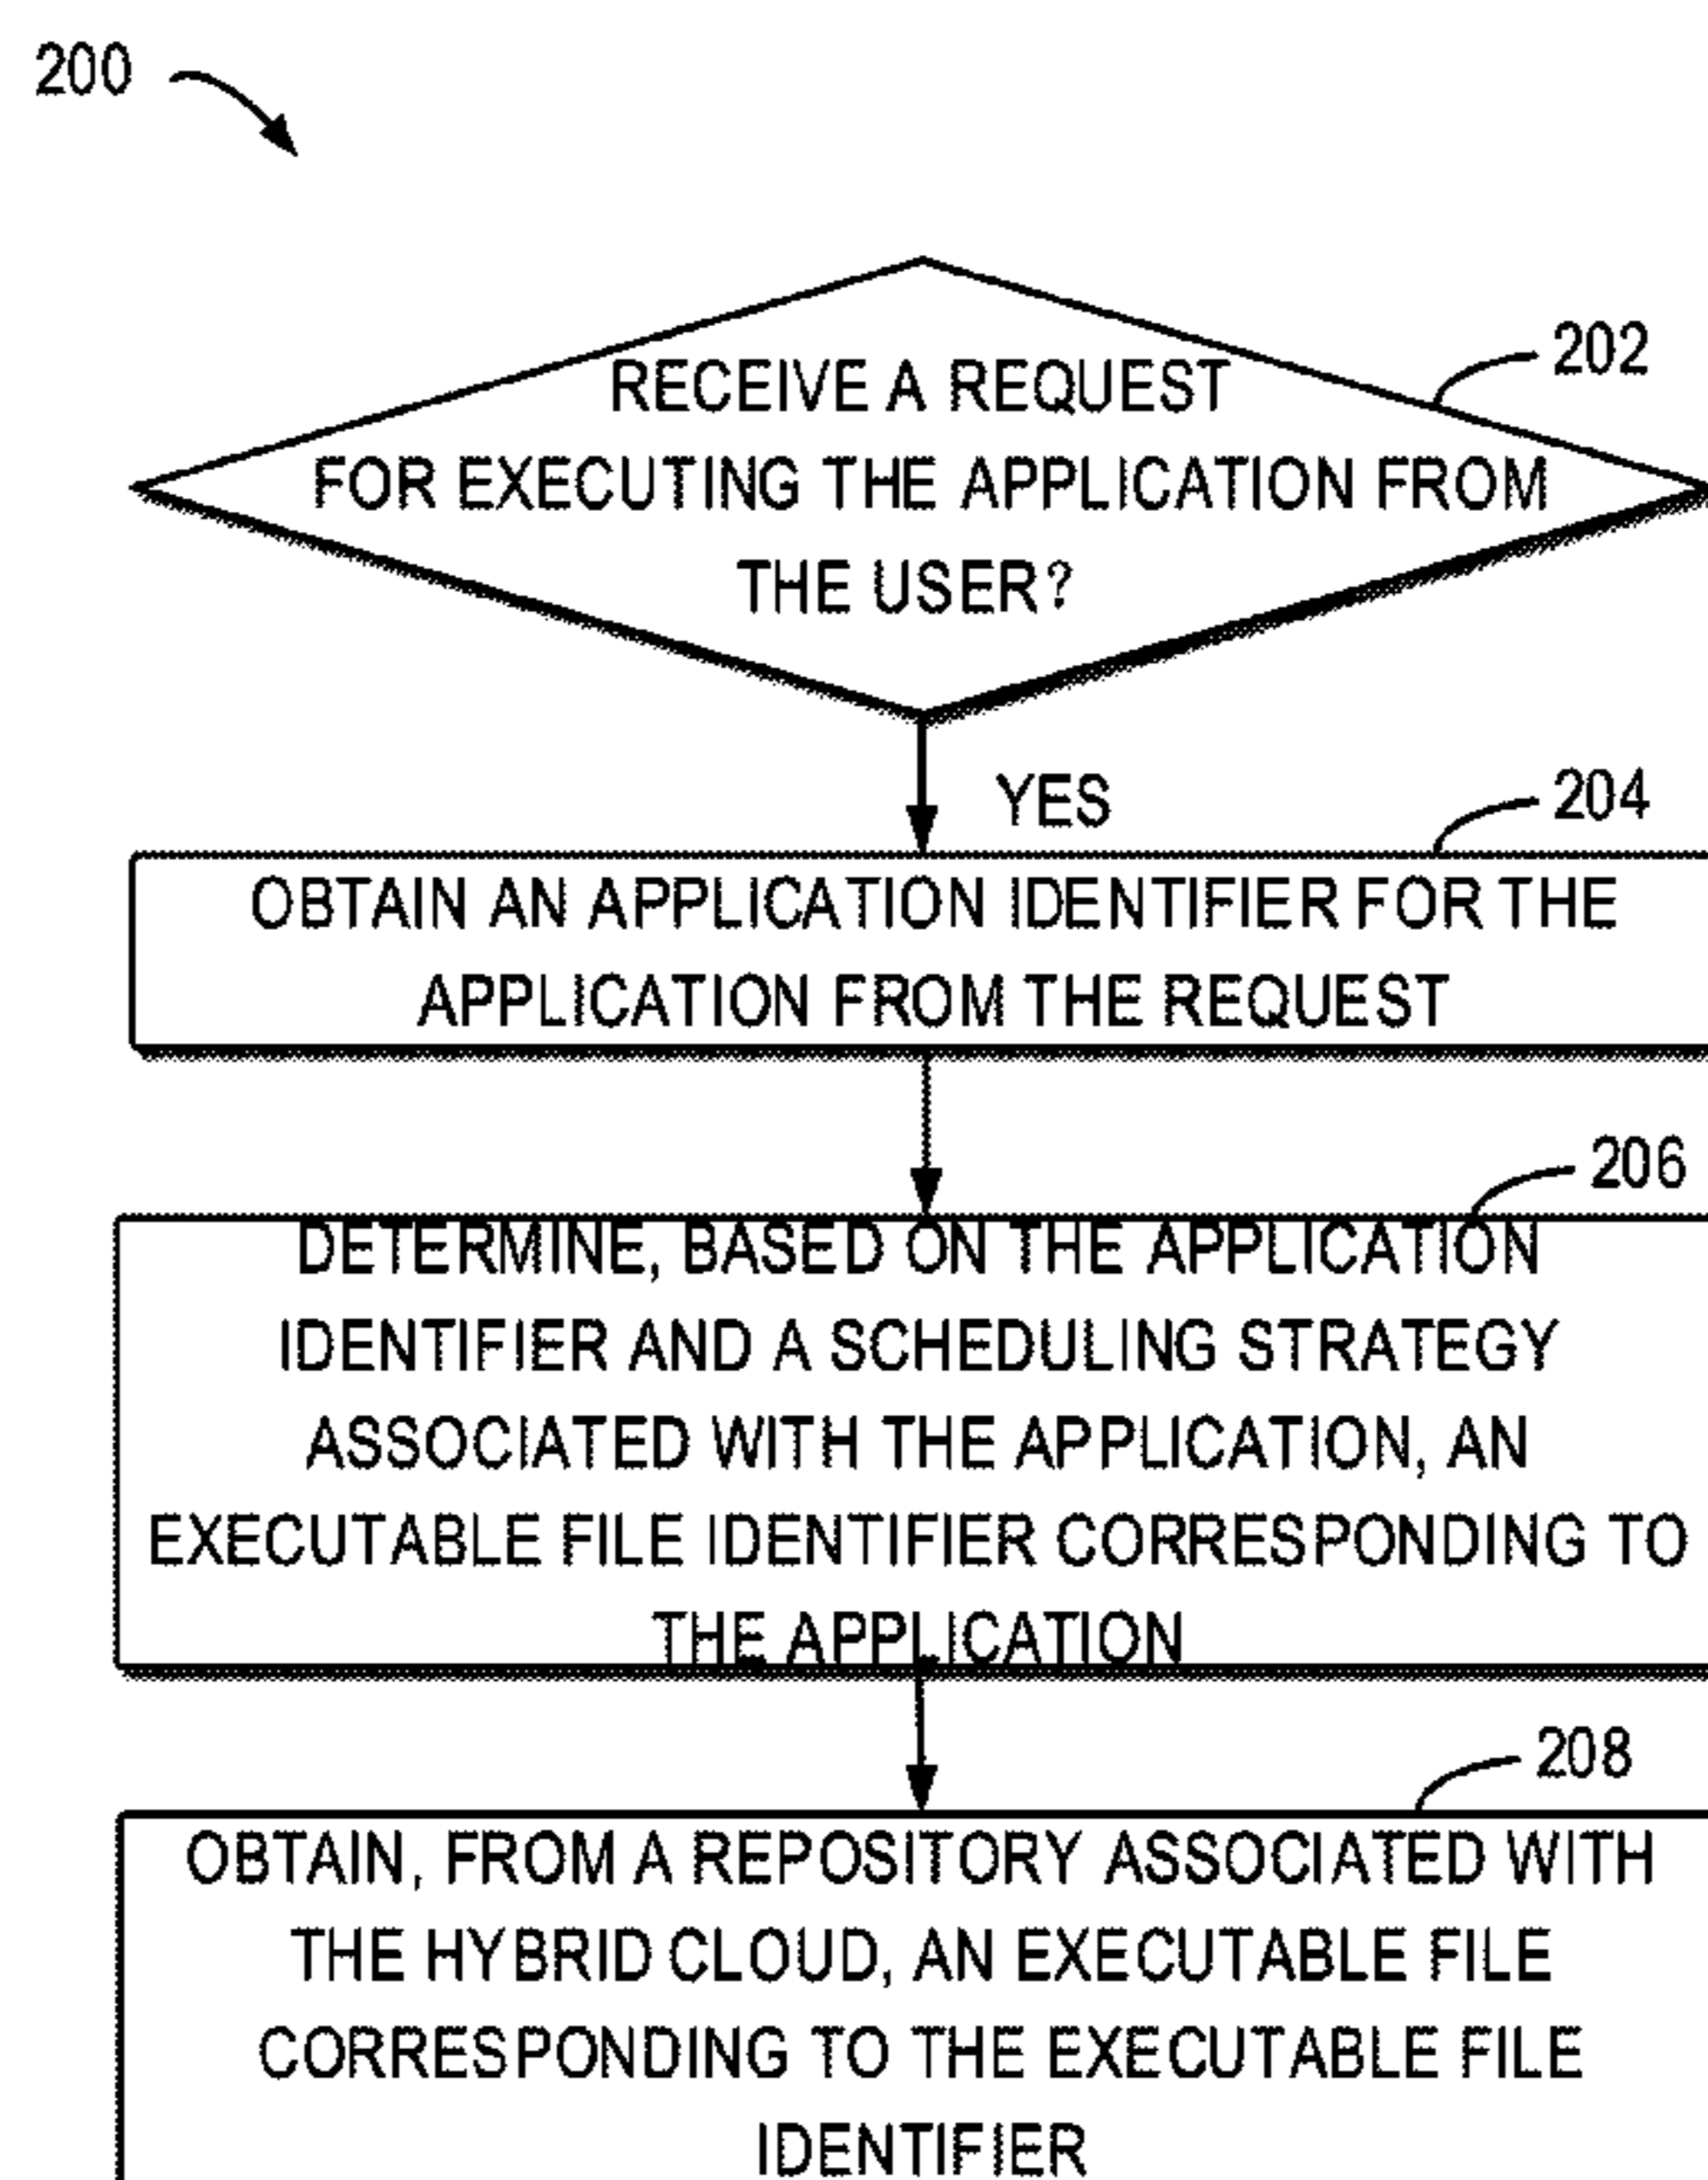 200
202
RECEIVE A REQUEST
FOR EXECUTING THE APPLICATION FROM
THE USER?
YES
204
OBTAIN AN APPLICATION IDENTIFIER FOR THE
APPLICATION FROM THE REQUEST
206
DETERMINE, BASED ON THE APPLICATION
IDENTIFIER AND A SCHEDULING STRATEGY
ASSOCIATED WITH THE APPLICATION, AN
EXECUTABLE FILE IDENTIFIER CORRESPONDING TO
THE APPLICATION
208
OBTAIN, FROM A REPOSITORY ASSOCIATED WITH
THE HYBRID CLOUD, AN EXECUTABLE FILE
CORRESPONDING TO THE EXECUTABLE FILE
IDENTIFIER